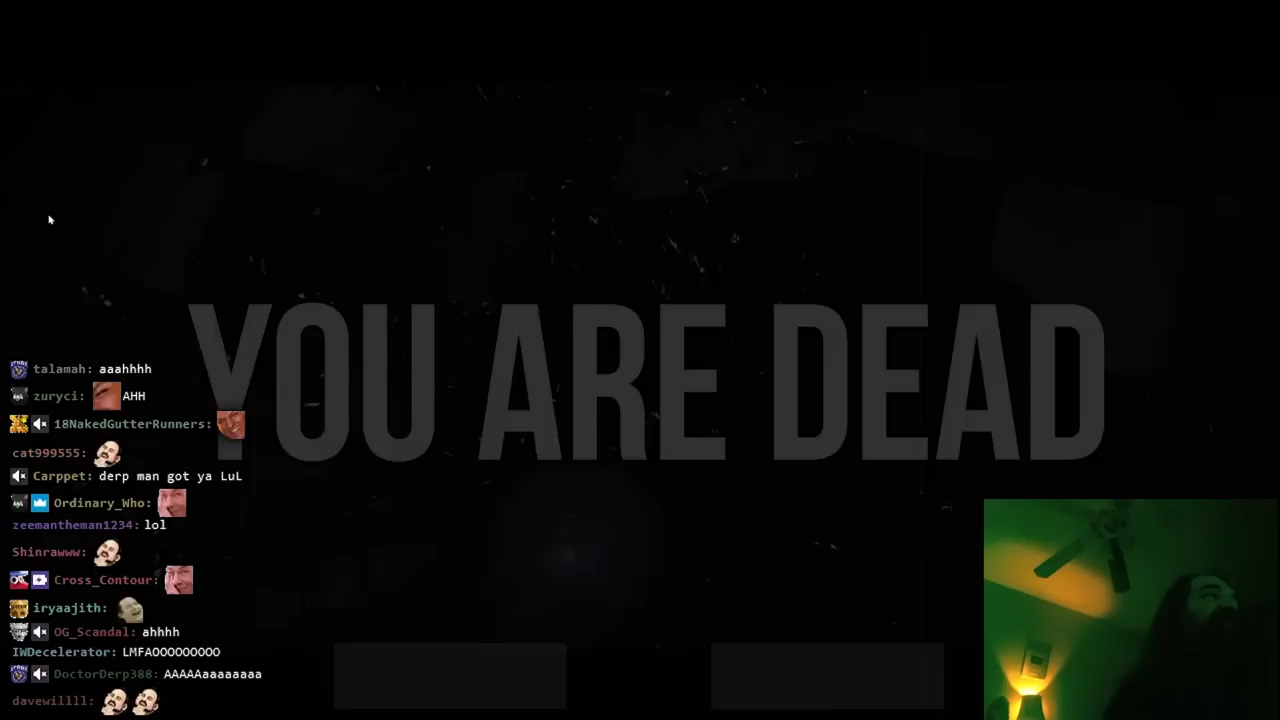 YOU ARE DEAD
talamah: aaahhhh
zuryci: AHH
18NakedGutterRunners:
cat999555:
Carppet: derp man got ya LuL
Ordinary_Who:
zeemantheman1234: lol
Shinrawww:
Cross_Contour:
iryaajith:
OG_Scandal: ahhhh
IWDecelerator: LMFAOOOOOOOOO
DoctorDerp388: AAAAAaaaaaaaa
davewillll: